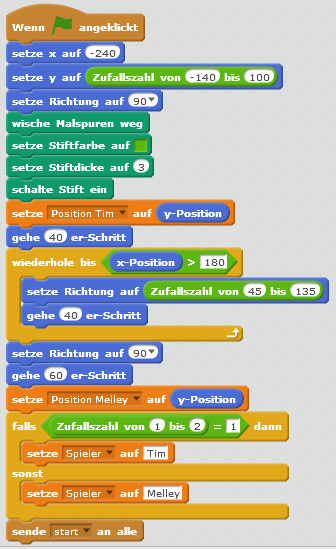 Wenn angeklickt
setze x auf -240
setze y auf Zufallszahl von -140 bis 100
setze Richtung auf 90
wische Malspuren weg
setze Stiftfarbe auf
setze Stiftdicke auf 3
schalte Stift ein
setze Position Tim auf y-Position
gehe 40 er-Schritt
wiederhole bis x-Position > 180
setze Richtung auf Zufallszahl von 45 bis 135
gehe 40 er-Schritt
setze Richtung auf 90
gehe 60 er-Schritt
setze Position Melley auf y-Position
falls Zufallszahl von 1 bis 2 = 1 dann
setze Spieler auf Tim
sonst
setze Spieler auf Melley
sende start an alle